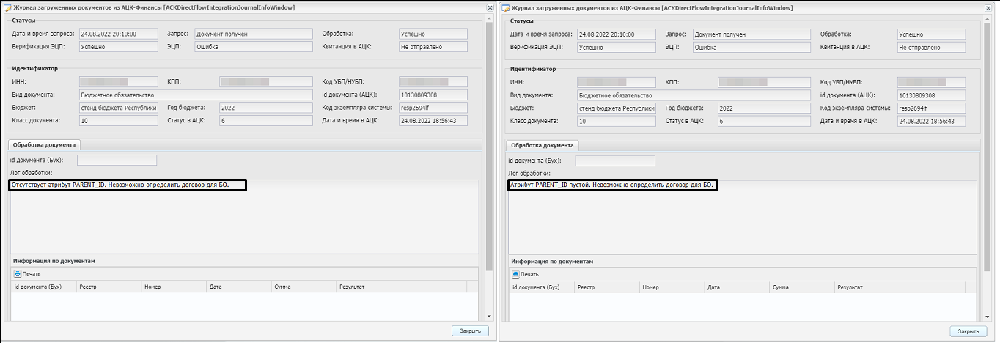 Журнал загруженных документов из АЦК-Финансы [ACKDirectFlowIntegrationJournalInfoWindow]
Статусы
Дата и время запроса: 24.08.2022 20:10:00 Запрос: Документ получен Обработка: Успешно
Верификация ЭЦП: Успешно ЭЦП: Ошибка Квитанция в АЦК: Не отправлено
Идентификатор
ИНН: КПП: Код УБП/НУБП:
Вид документа: Бюджетное обязательство id документа (АЦК): 10130809308
Бюджет: стенд бюджета Республики Год бюджета: 2022 Код экземпляра системы: resp2694lf
Класс документа: 10 Статус в АЦК: 6 Дата и время в АЦК: 24.08.2022 18:56:43
Обработка документа
id документа (Бух):
Лог обработки:
Отсутствует атрибут PARENT_ID. Невозможно определить договор для БО.
Информация по документам
Печать
id документа (Бух) Реестр Номер Дата Сумма Результат
Закрыть
Журнал загруженных документов из АЦК-Финансы [ACKDirectFlowIntegrationJournalInfoWindow]
Статусы
Дата и время запроса: 24.08.2022 20:10:00 Запрос: Документ получен Обработка: Успешно
Верификация ЭЦП: Успешно ЭЦП: Ошибка Квитанция в АЦК: Не отправлено
Идентификатор
ИНН: КПП: Код УБП/НУБП:
Вид документа: Бюджетное обязательство id документа (АЦК): 10130809308
Бюджет: стенд бюджета Республики Год бюджета: 2022 Код экземпляра системы: resp2694lf
Класс документа: 10 Статус в АЦК: 6 Дата и время в АЦК: 24.08.2022 18:56:43
Обработка документа
id документа (Бух):
Лог обработки:
Атрибут PARENT_ID пустой. Невозможно определить договор для БО.
Информация по документам
Печать
id документа (Бух) Реестр Номер Дата Сумма Результат
Закрыть